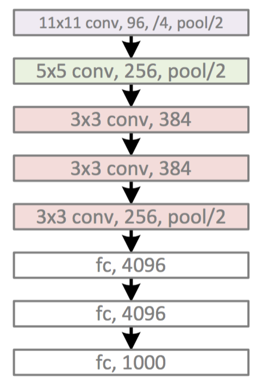 11x11 conv, 96, /4, pool/2
5x5 conv, 256, pool/2
3x3 conv, 384
3x3 conv, 384
3x3 conv, 256, pool/2
fc, 4096
fc, 4096
fc, 1000